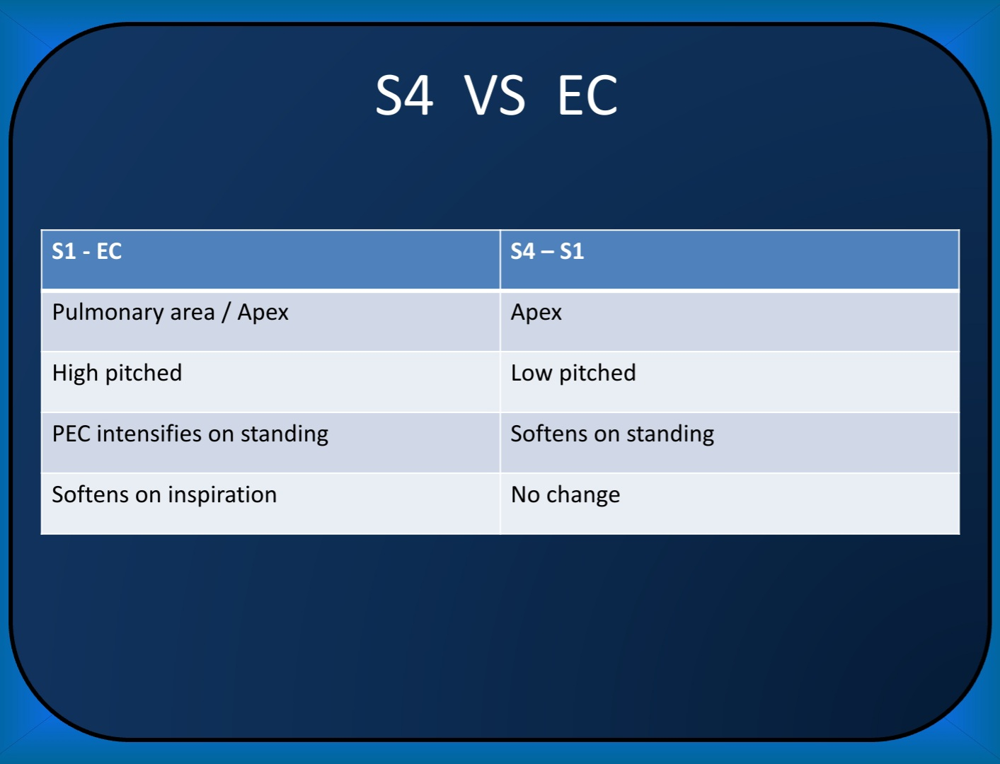 S4 VS EC
S1 - EC
S4 – S1
Pulmonary area / Apex
Apex
High pitched
Low pitched
PEC intensifies on standing
Softens on standing
Softens on inspiration
No change